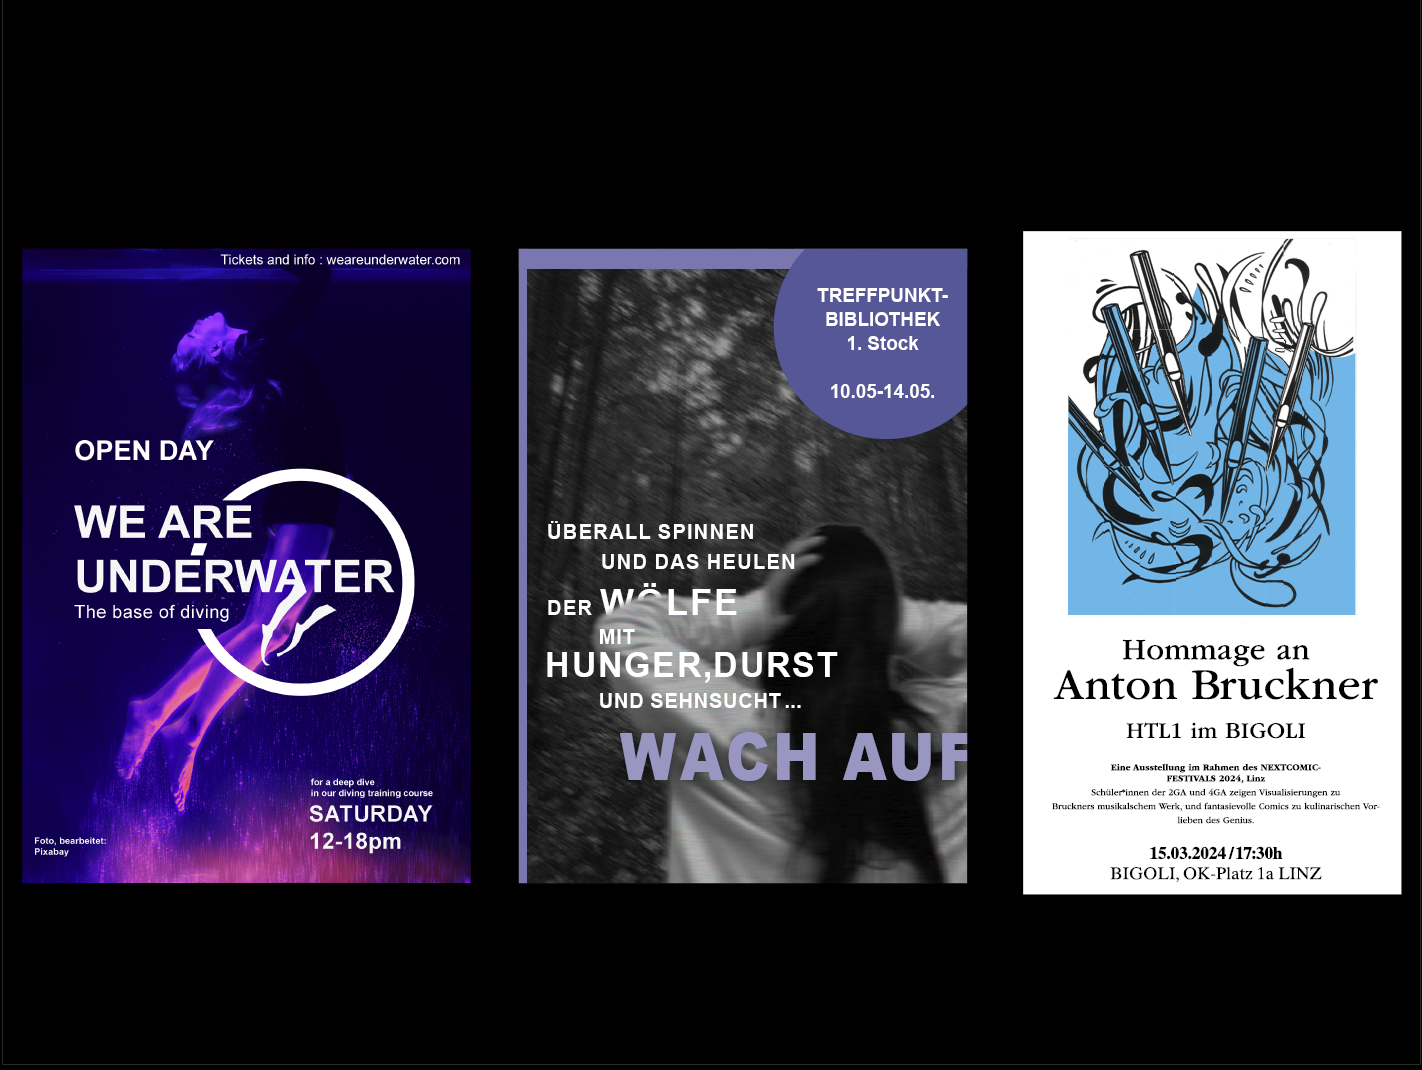 Tickets and info : weareunderwater.com
OPEN DAY
WE ARE
UNDERWATER
The base of diving
for a deep dive
in our diving training course
SATURDAY
12-18pm
Foto, bearbeitet:
Pixabay
TREFFPUNKT-
BIBLIOTHEK
1. Stock
10.05-14.05.
ÜBERALL SPINNEN
UND DAS HEULEN
DER WÖLFE
MIT
HUNGER,DURST
UND SEHNSUCHT...
WACH AUF
Hommage an
Anton Bruckner
HTL1 im BIGOLI
Eine Ausstellung im Rahmen des NEXTCOMIC-
FESTIVALS 2024, Linz
Schüler*innen der 2GA und 4GA zeigen Visualisierungen zu
Bruckners musikalschem Werk, und fantasievolle Comics zu kulinarischen Vor-
lieben des Genius.
15.03.2024/17:30h
BIGOLI, OK-Platz 1a LINZ